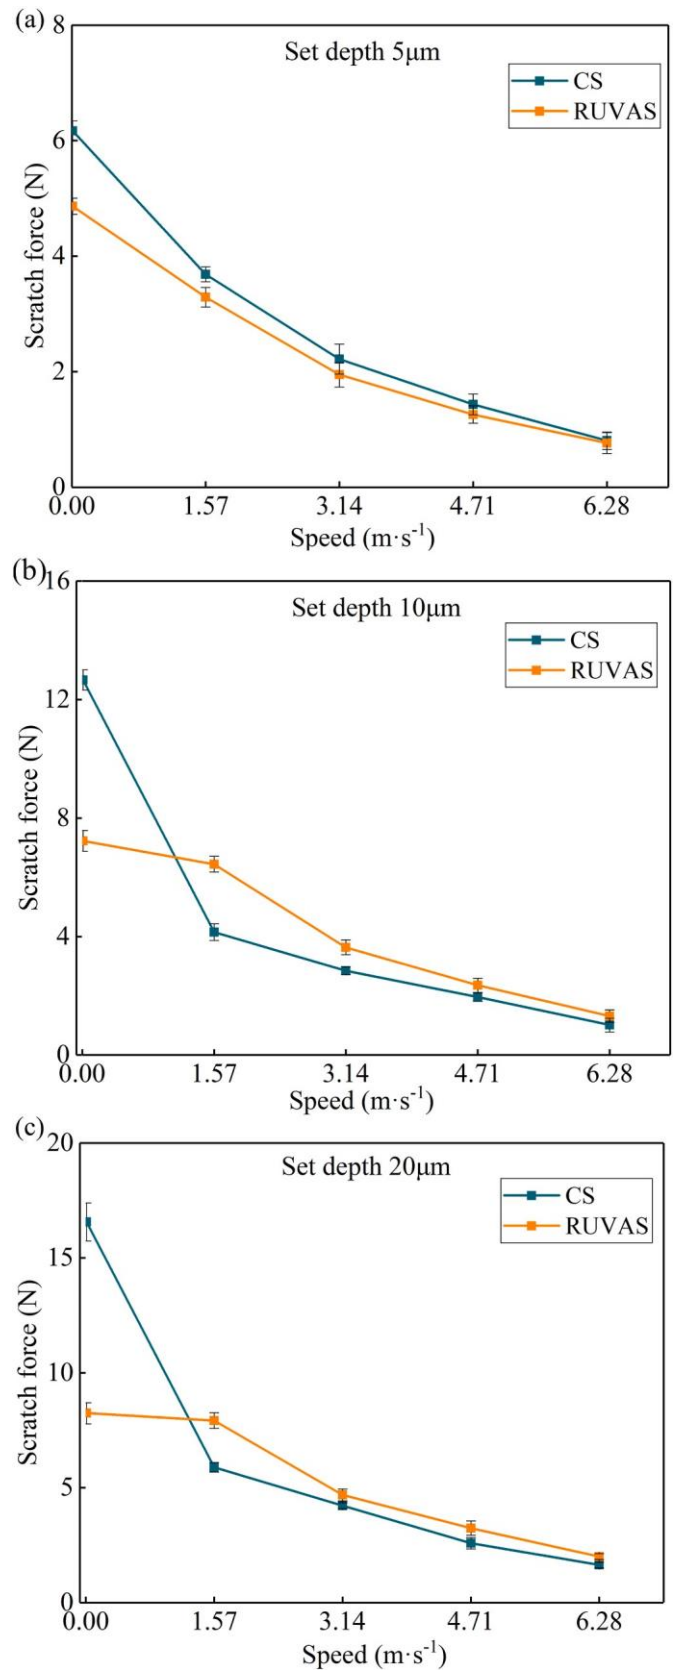 (a)
Set depth 5μm
CS
RUVAS
8
6
4
2
0
Scratch force (N)
0.00 1.57 3.14 4.71 6.28
Speed (m·s⁻¹)
(b)
Set depth 10μm
CS
RUVAS
16
12
8
4
0
Scratch force (N)
0.00 1.57 3.14 4.71 6.28
Speed (m·s⁻¹)
(c)
Set depth 20μm
CS
RUVAS
20
15
10
5
0
Scratch force (N)
0.00 1.57 3.14 4.71 6.28
Speed (m·s⁻¹)